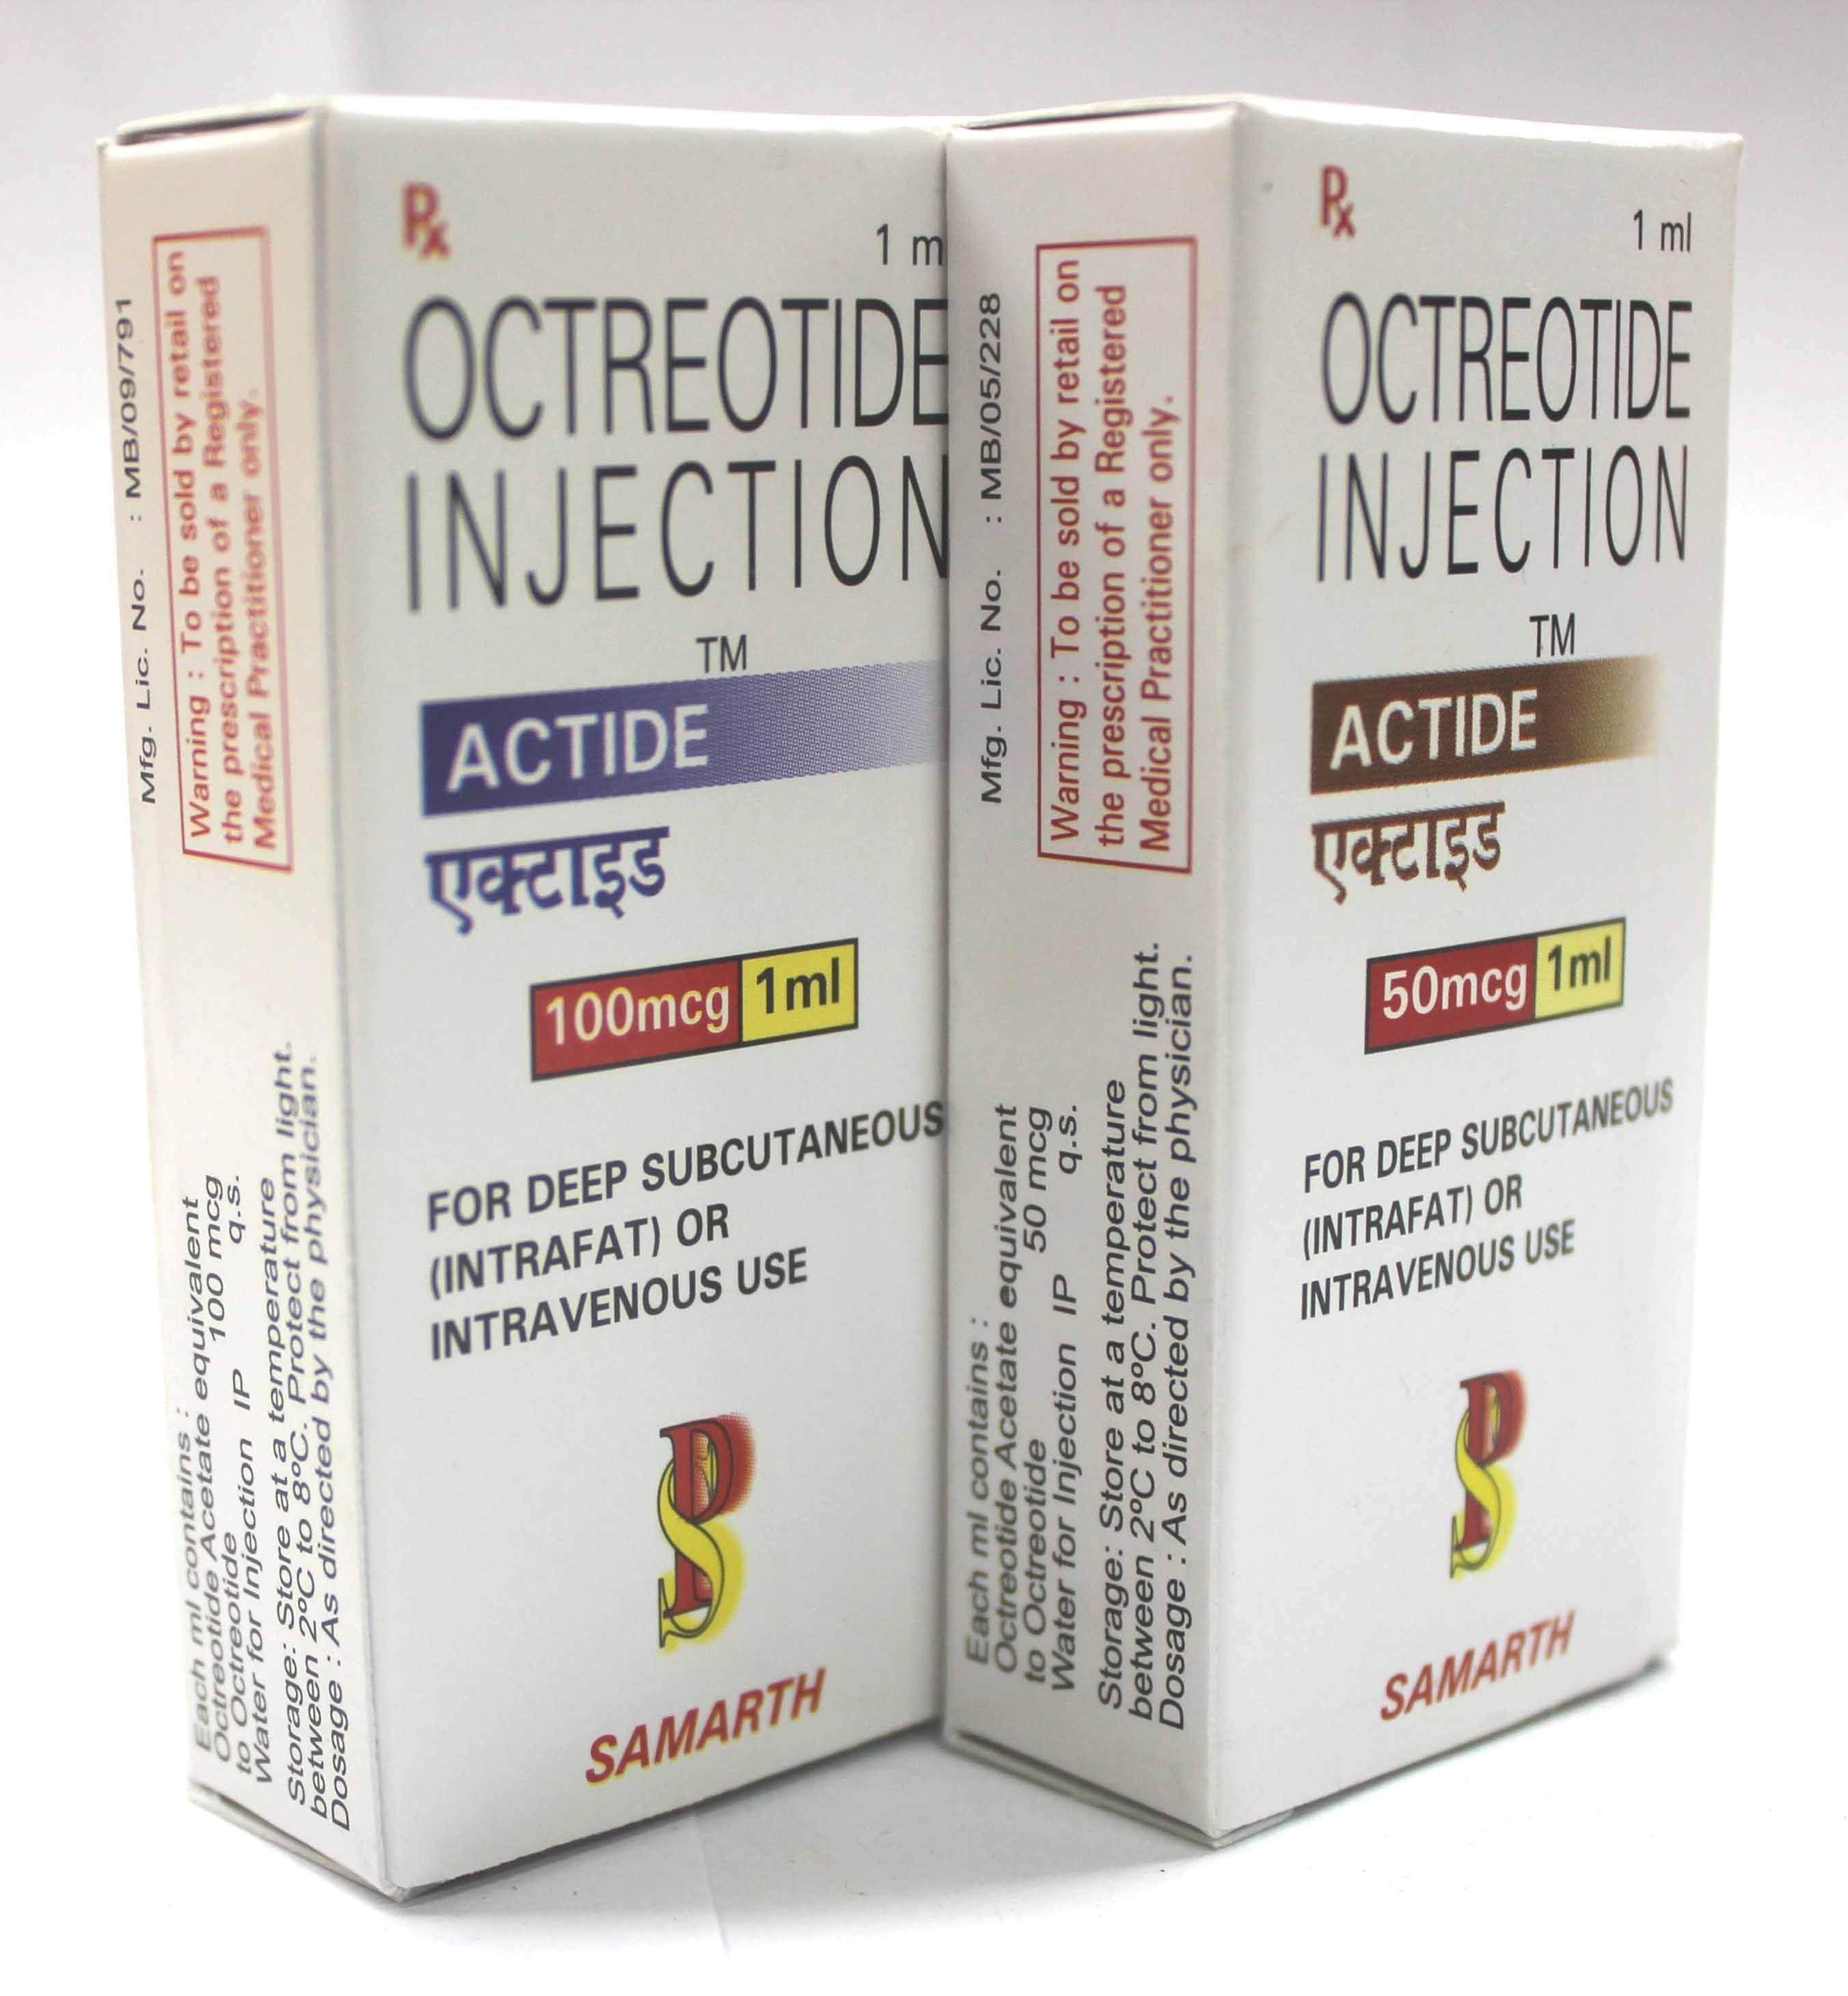 Mfg. Lic. No. : MB/09/791
Warning : To be sold by retail on
the prescription of a Registered
Medical Practitioner only.
Each ml contains :
Octreotide Acetate equivalent
to Octreotide 100 mcg
Water for Injection IP q.s.
Storage: Store at a temperature
between 2ºC to 8ºC. Protect from light.
Dosage : As directed by the physician.
Rx
1 m
OCTREOTIDE
INJECTION
TM
ACTIDE
एक्टाइड
100mcg 1ml
FOR DEEP SUBCUTANEOUS
(INTRAFAT) OR
INTRAVENOUS USE
PS
SAMARTH
Mfg. Lic. No. : MB/05/228
Warning : To be sold by retail on
the prescription of a Registered
Medical Practitioner only.
Each ml contains :
Octreotide Acetate equivalent
to Octreotide 50 mcg
Water for Injection IP q.s.
Storage: Store at a temperature
between 2ºC to 8ºC. Protect from light.
Dosage : As directed by the physician.
Rx
1 ml
OCTREOTIDE
INJECTION
TM
ACTIDE
एक्टाइड
50mcg 1ml
FOR DEEP SUBCUTANEOUS
(INTRAFAT) OR
INTRAVENOUS USE
PS
SAMARTH